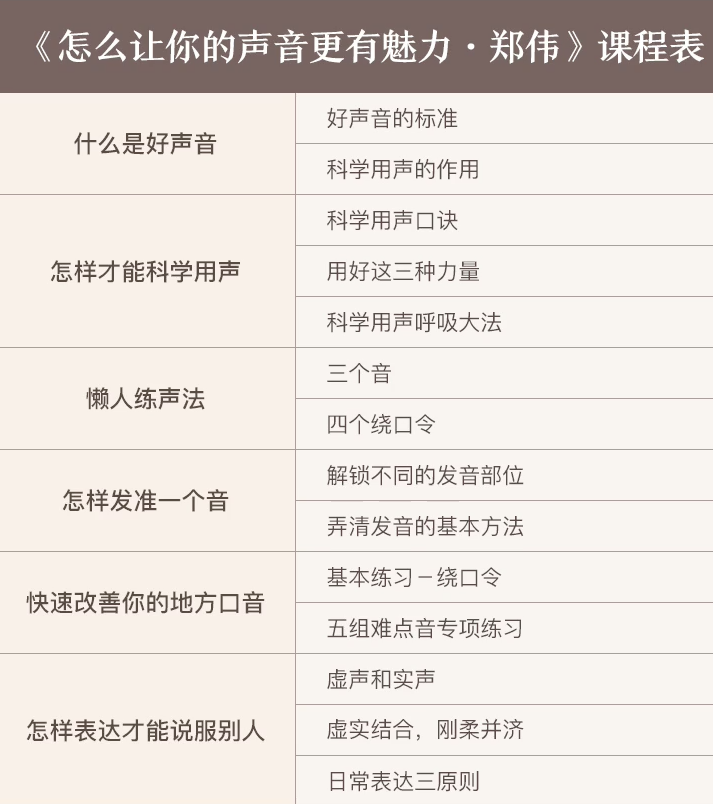 《怎么让你的声音更有魅力·郑伟》课程表
什么是好声音
好声音的标准
科学用声的作用
怎样才能科学用声
科学用声口诀
用好这三种力量
科学用声呼吸大法
懒人练声法
三个音
四个绕口令
怎样发准一个音
解锁不同的发音部位
弄清发音的基本方法
快速改善你的地方口音
基本练习－绕口令
五组难点音专项练习
怎样表达才能说服别人
虚声和实声
虚实结合，刚柔并济
日常表达三原则